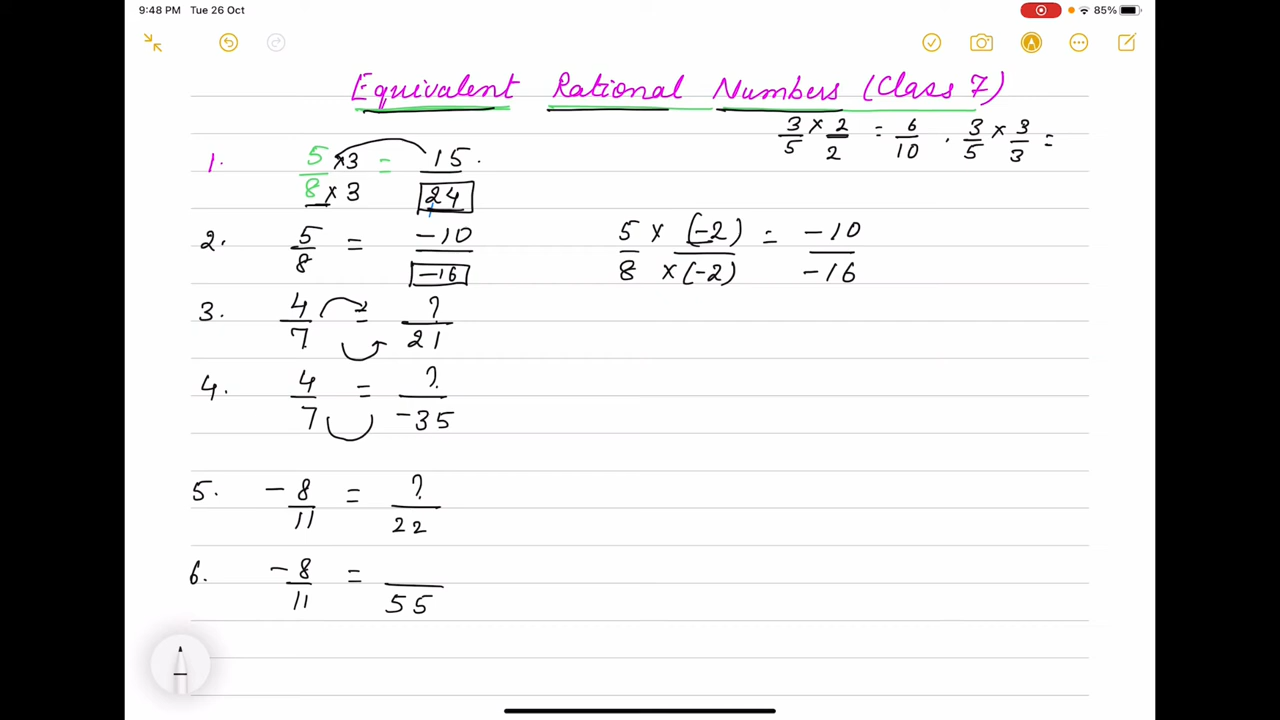 9:48 PM Tue 26 Oct 85%
Equivalent Rational Numbers (Class 7)
3/5 × 2/2 = 6/10 . 3/5 × 3/3 =
1. 5/8 ×3/×3 = 15/24 .
2. 5/8 = -10/-16 5/8 × (-2)/×(-2) = -10/-16
3. 4/7 = ?/21
4. 4/7 = ?/-35
5. -8/11 = ?/22
6. -8/11 = /55